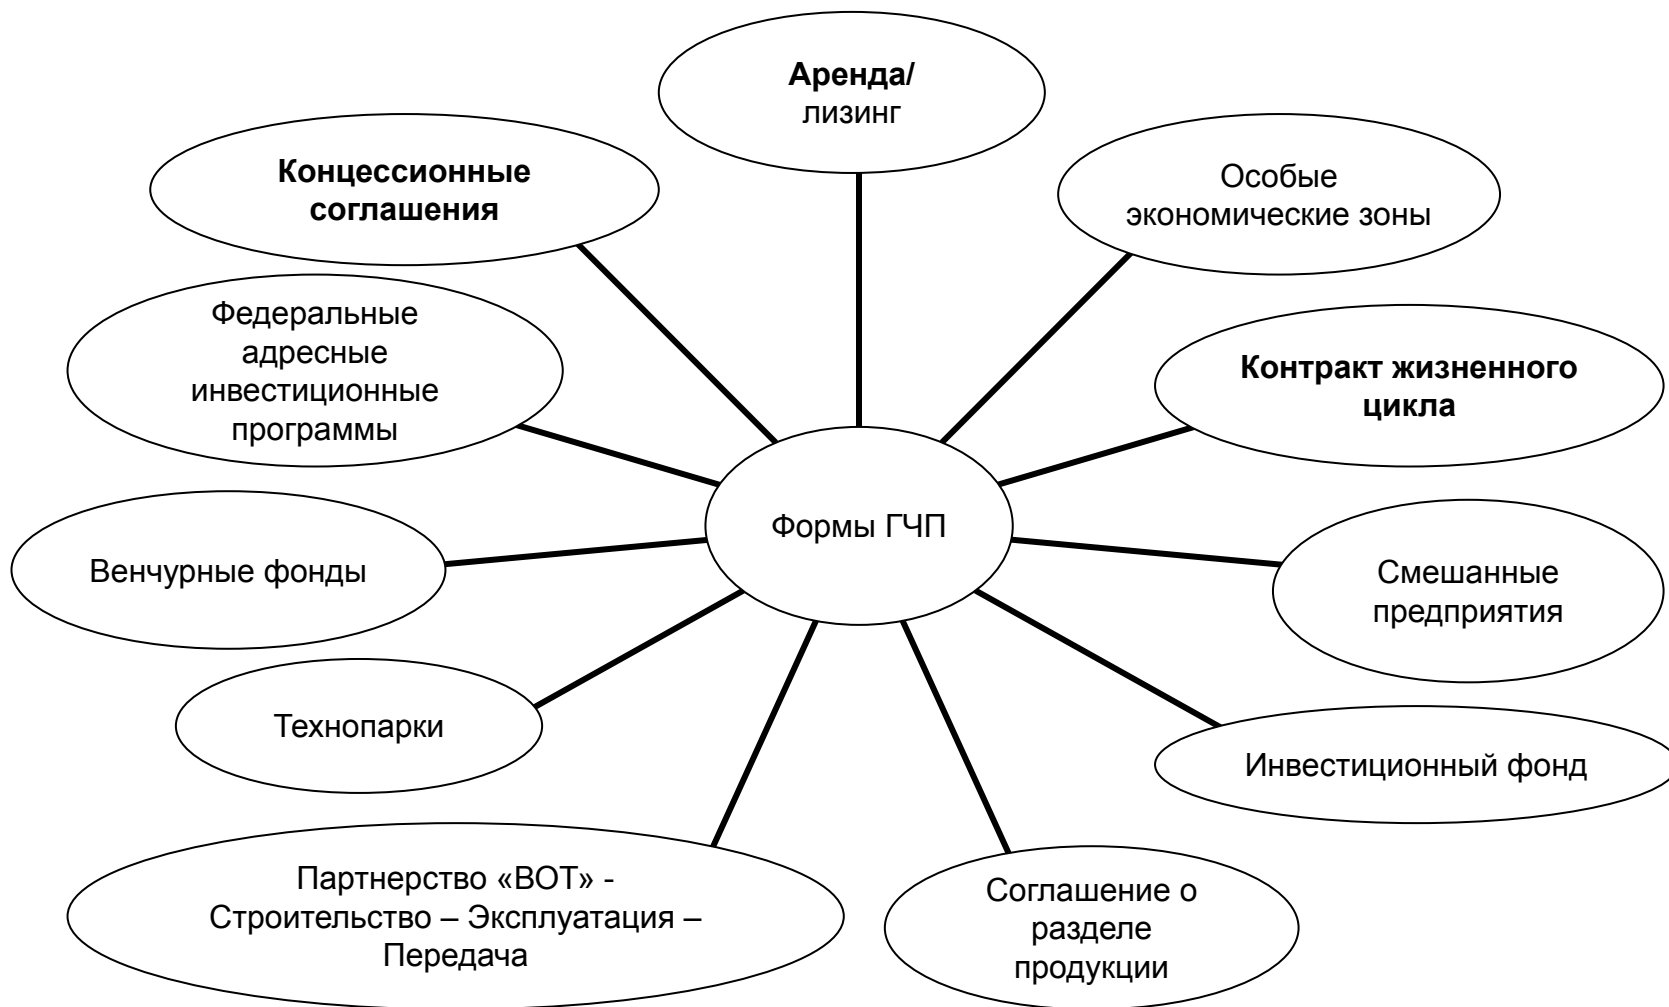 Аренда/
лизинг
Концессионные
соглашения
Особые
экономические зоны
Федеральные
адресные
инвестиционные
программы
Контракт жизненного
цикла
Формы ГЧП
Венчурные фонды
Смешанные
предприятия
Технопарки
Инвестиционный фонд
Партнерство «ВОТ» -
Строительство – Эксплуатация –
Передача
Соглашение о
разделе
продукции